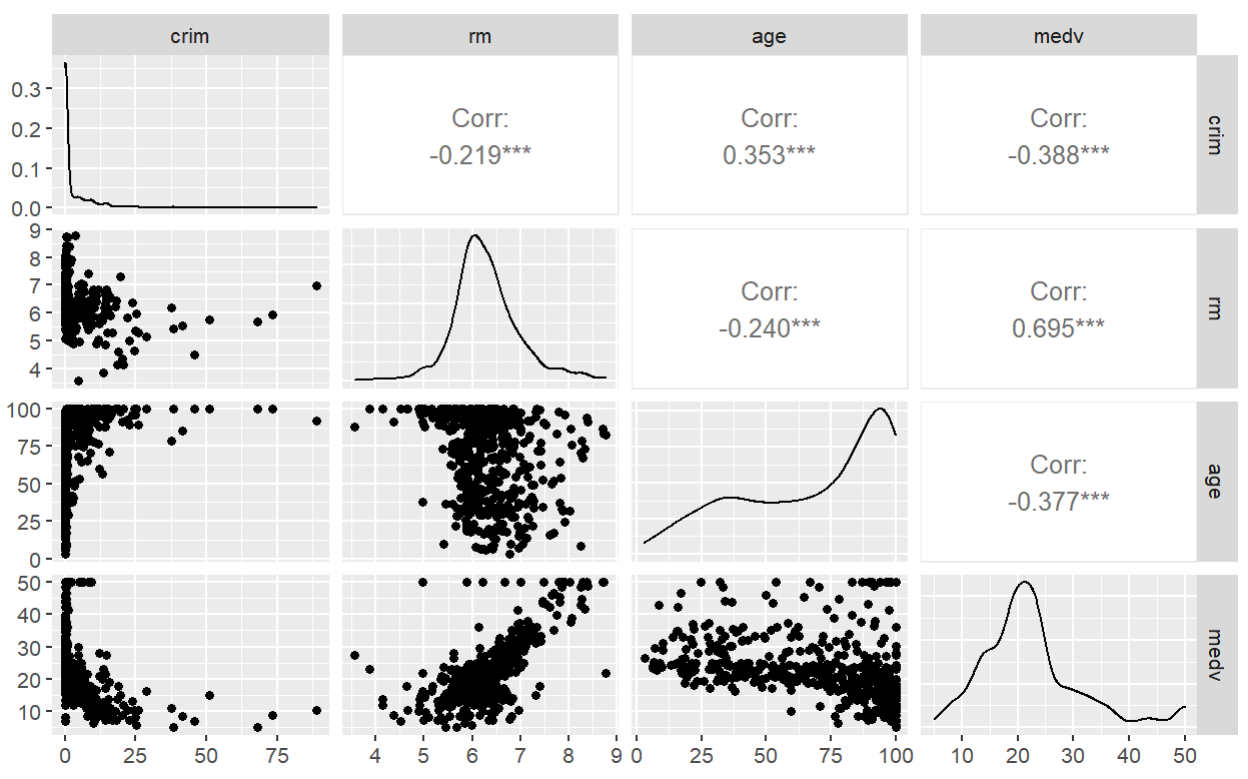 crim rm age medv
0.3
0.2
0.1
0.0
Corr:
-0.219***
Corr:
0.353***
Corr:
-0.388***
crim
9
8
7
6
5
4
Corr:
-0.240***
Corr:
0.695***
rm
100
75
50
25
0
Corr:
-0.377***
age
50
40
30
20
10
medv
0 25 50 75
4 5 6 7 8 9
0 25 50 75 100
10 20 30 40 50